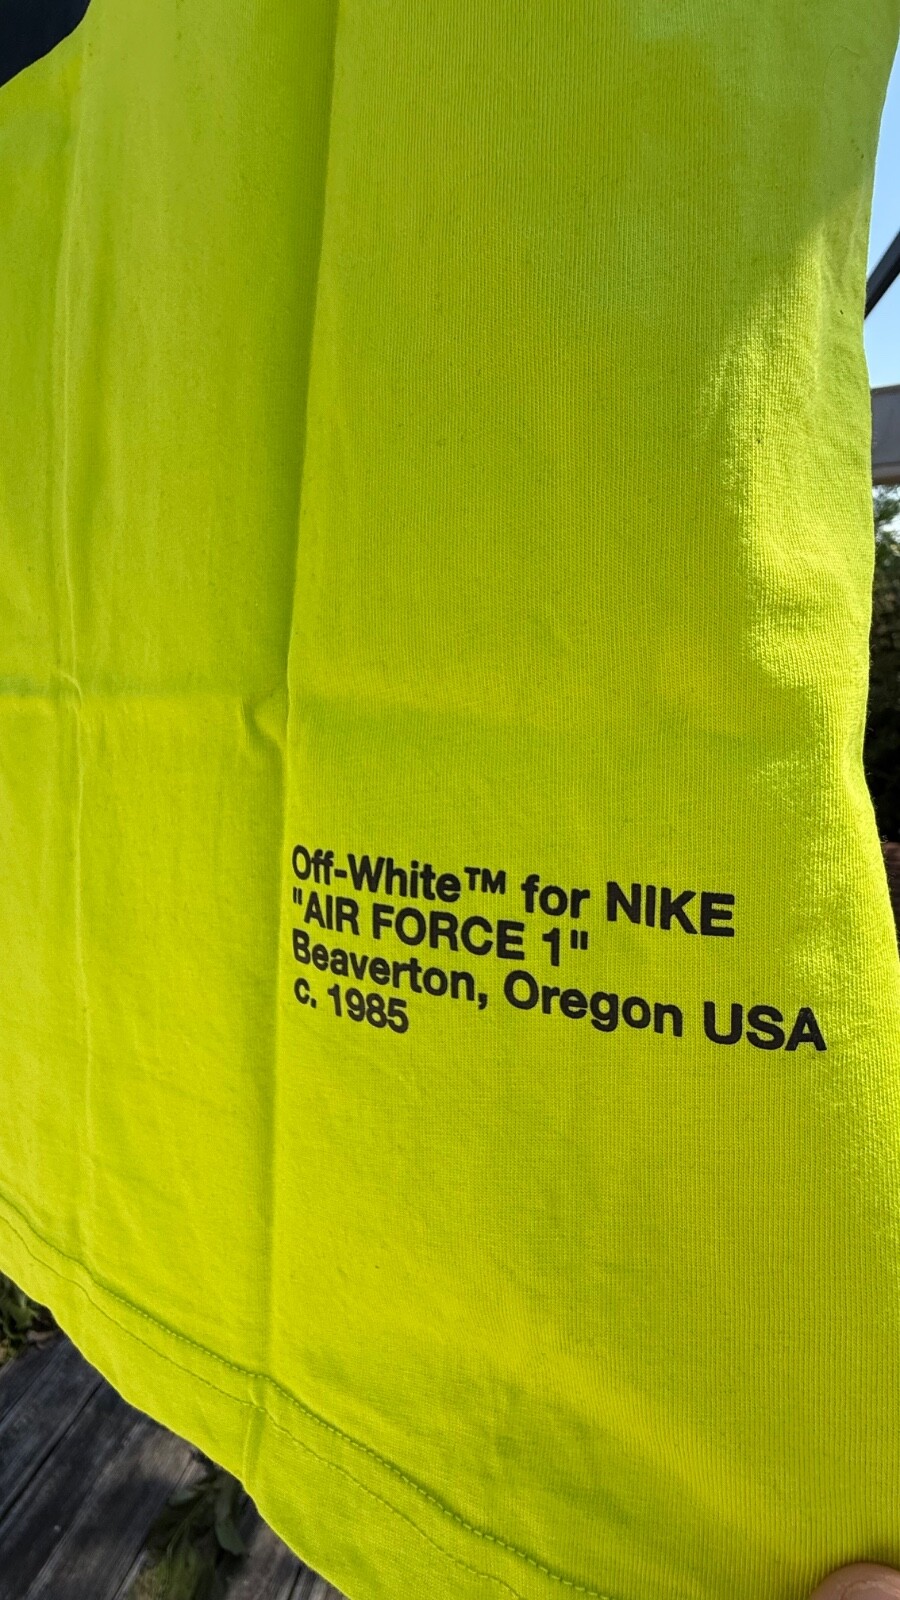 Off-White™ for NIKE
"AIR FORCE 1"
Beaverton, Oregon USA
c. 1985